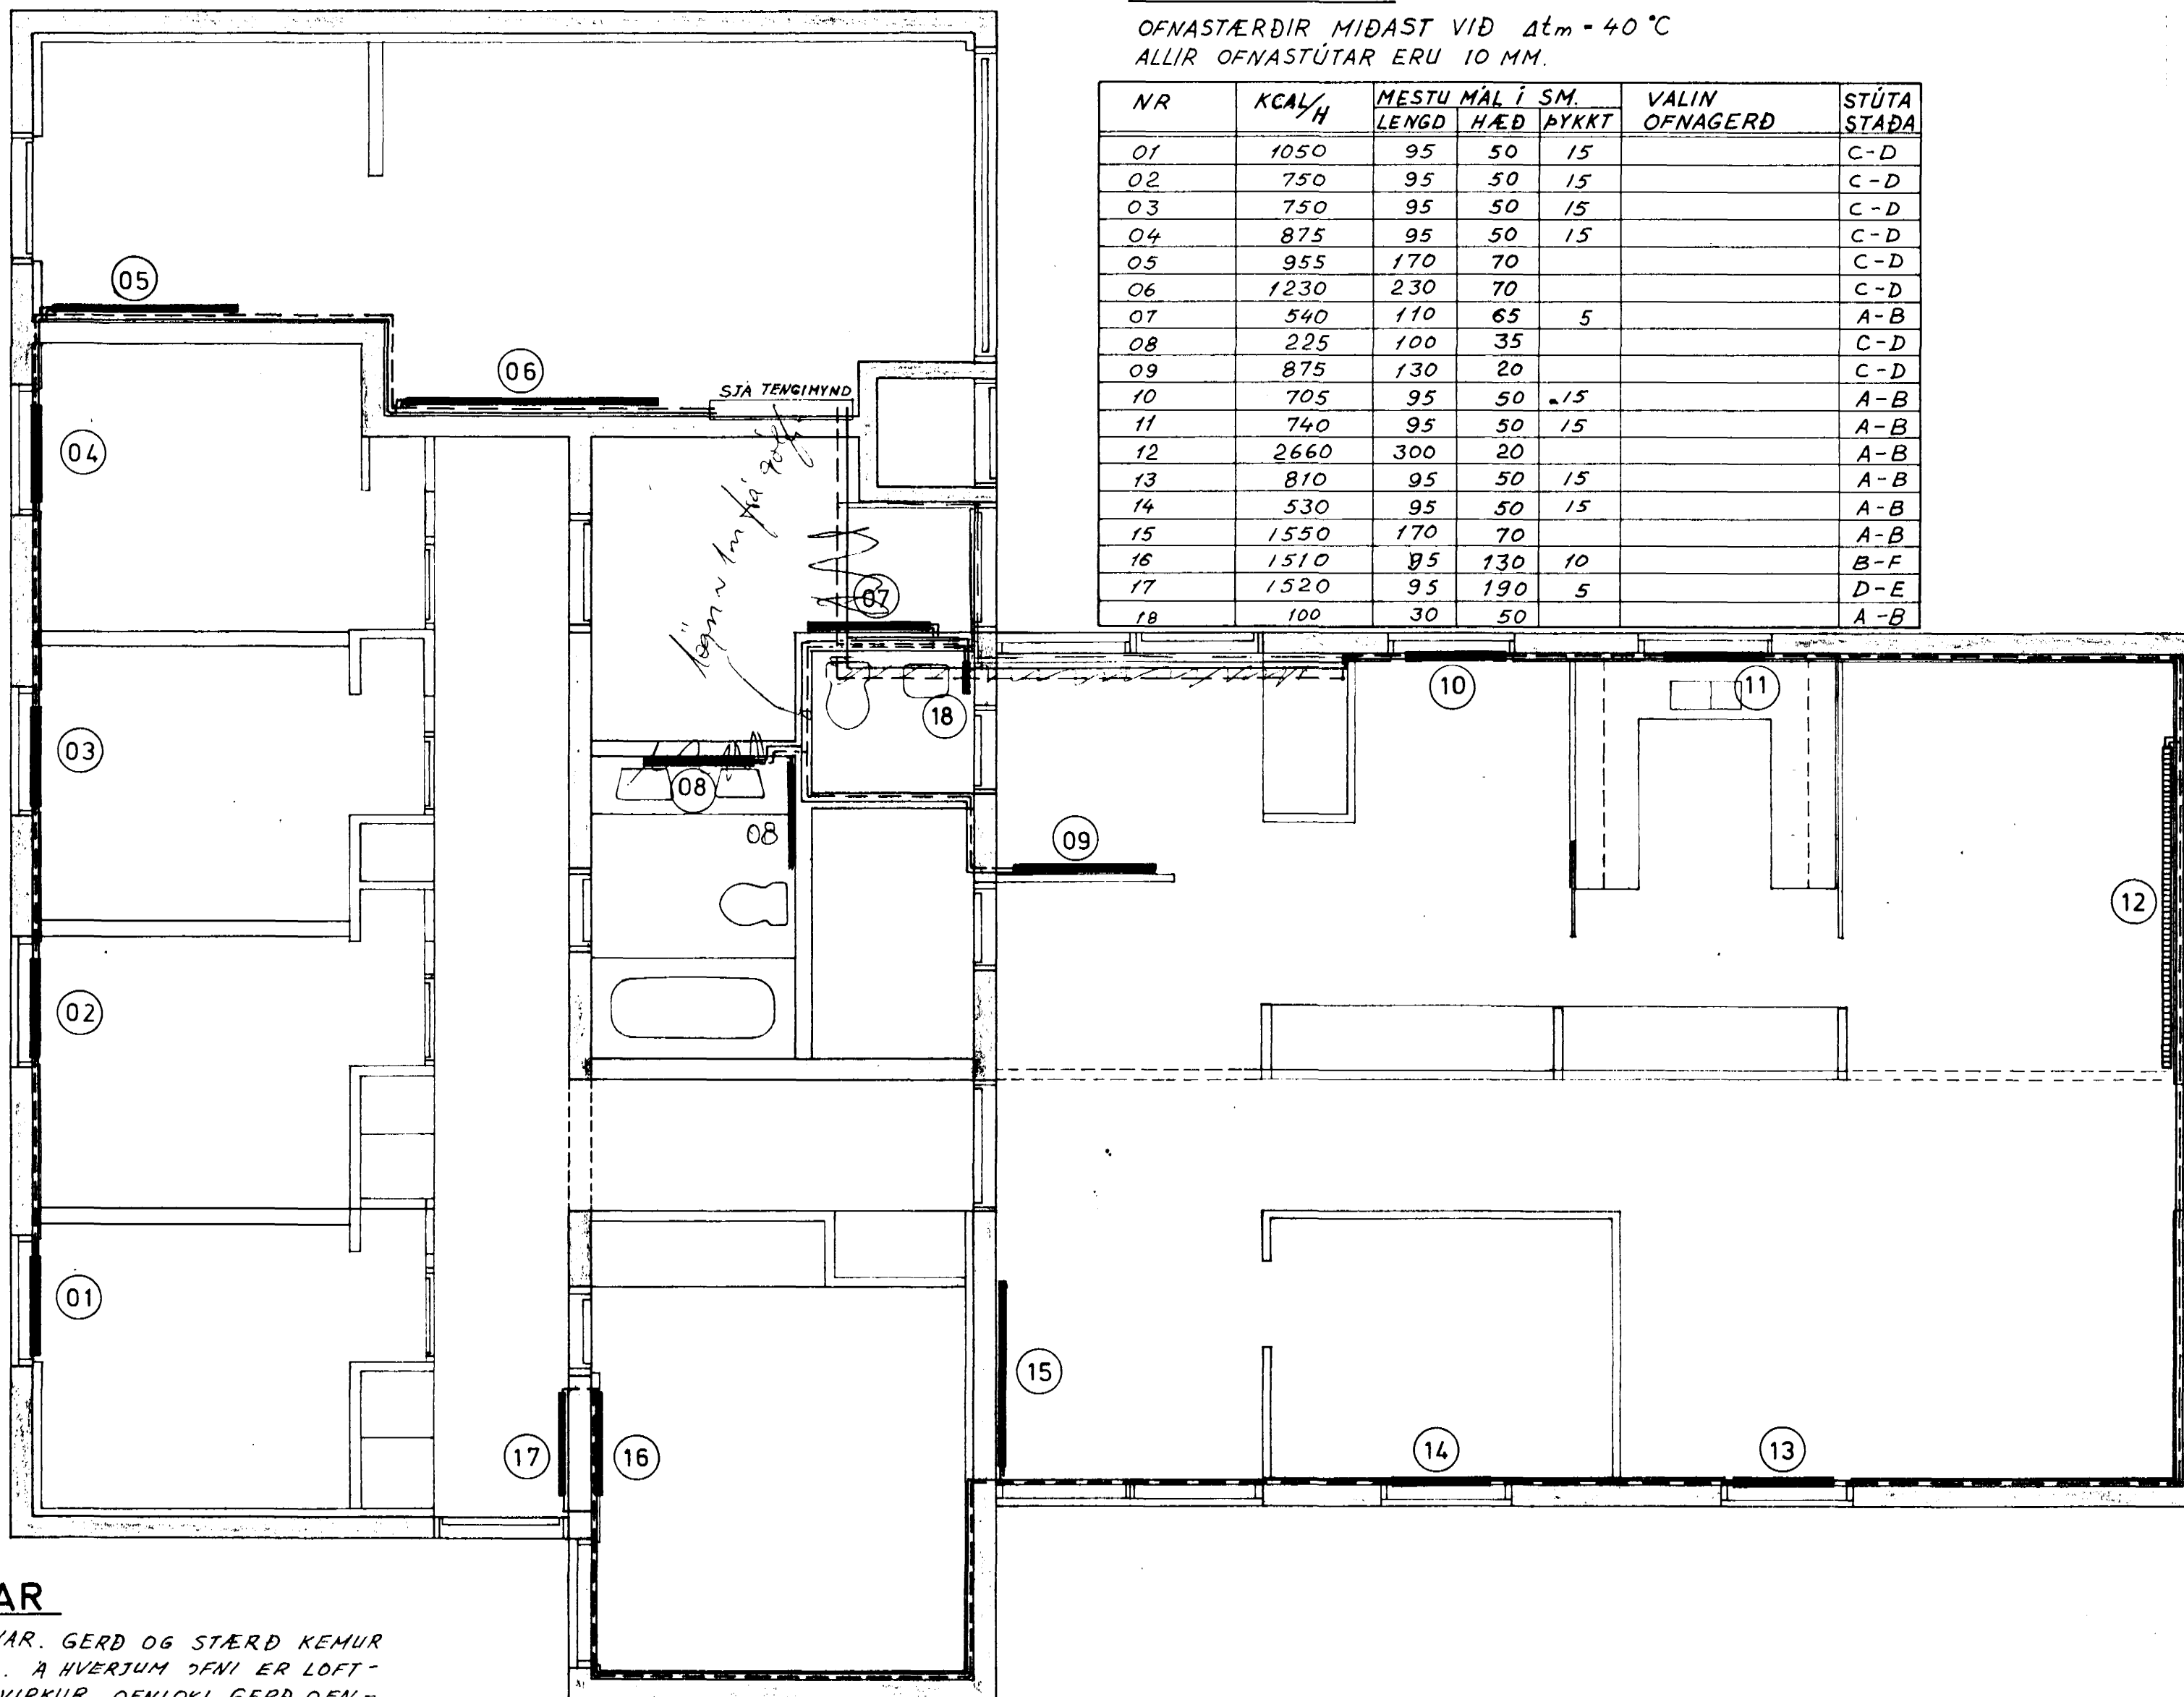 OFNASTÆRÐIR MIÐAST VIÐ Δtm = 40 °C
ALLIR OFNASTÚTAR ERU 10 MM.
NR KCAL/H MESTU MÁL Í SM. VALIN OFNAGERÐ STÚTA STAÐA
LENGD HÆÐ ÞYKKT
01 1050 95 50 15 C-D
02 750 95 50 15 C-D
03 750 95 50 15 C-D
04 875 95 50 15 C-D
05 955 170 70 C-D
06 1230 230 70 C-D
07 540 110 65 5 A-B
08 225 100 35 C-D
09 875 130 20 C-D
10 705 95 50 15 A-B
11 740 95 50 15 A-B
12 2660 300 20 A-B
13 810 95 50 15 A-B
14 530 95 50 15 A-B
15 1550 170 70 A-B
16 1510 95 130 10 B-F
17 1520 95 190 5 D-E
18 100 30 50 A-B
05
06
SJÁ TENGIMYND
04
07
10
11
18
03
08
08
09
12
02
01
15
17
16
14
13
AR
VAR. GERÐ OG STÆRÐ KEMUR
. Á HVERJUM OFNI ER LOFT-